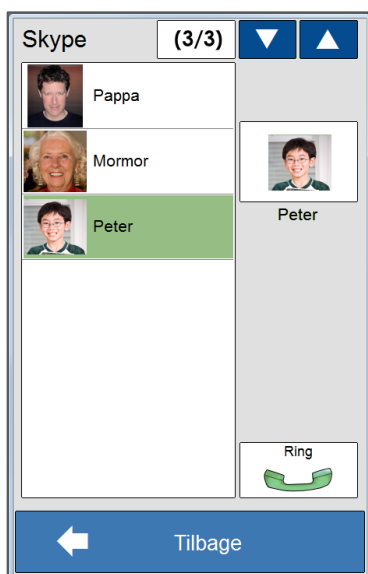 Skype (3/3)
Pappa
Mormor
Peter
Peter
Ring
Tilbage